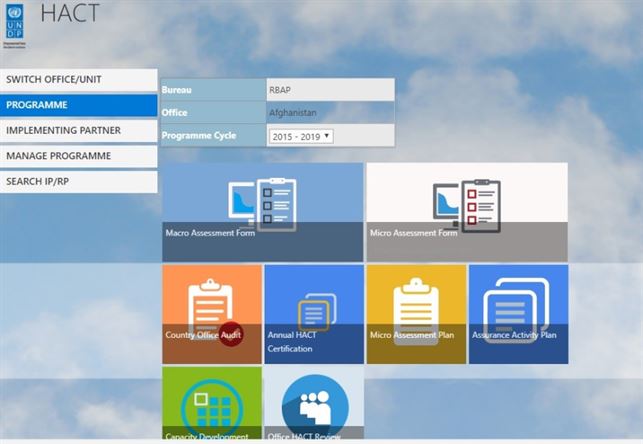 U N
D P
HACT
SWITCH OFFICE/UNIT
PROGRAMME
IMPLEMENTING PARTNER
MANAGE PROGRAMME
SEARCH IP/RP
Bureau RBAP
Office Afghanistan
Programme Cycle 2015 - 2019
Macro Assessment Form
Micro Assessment Form
Country Office Audit
Annual HACT
Certification
Micro Assessment Plan
Assurance Activity Plan
Capacity Development
Office HACT Review